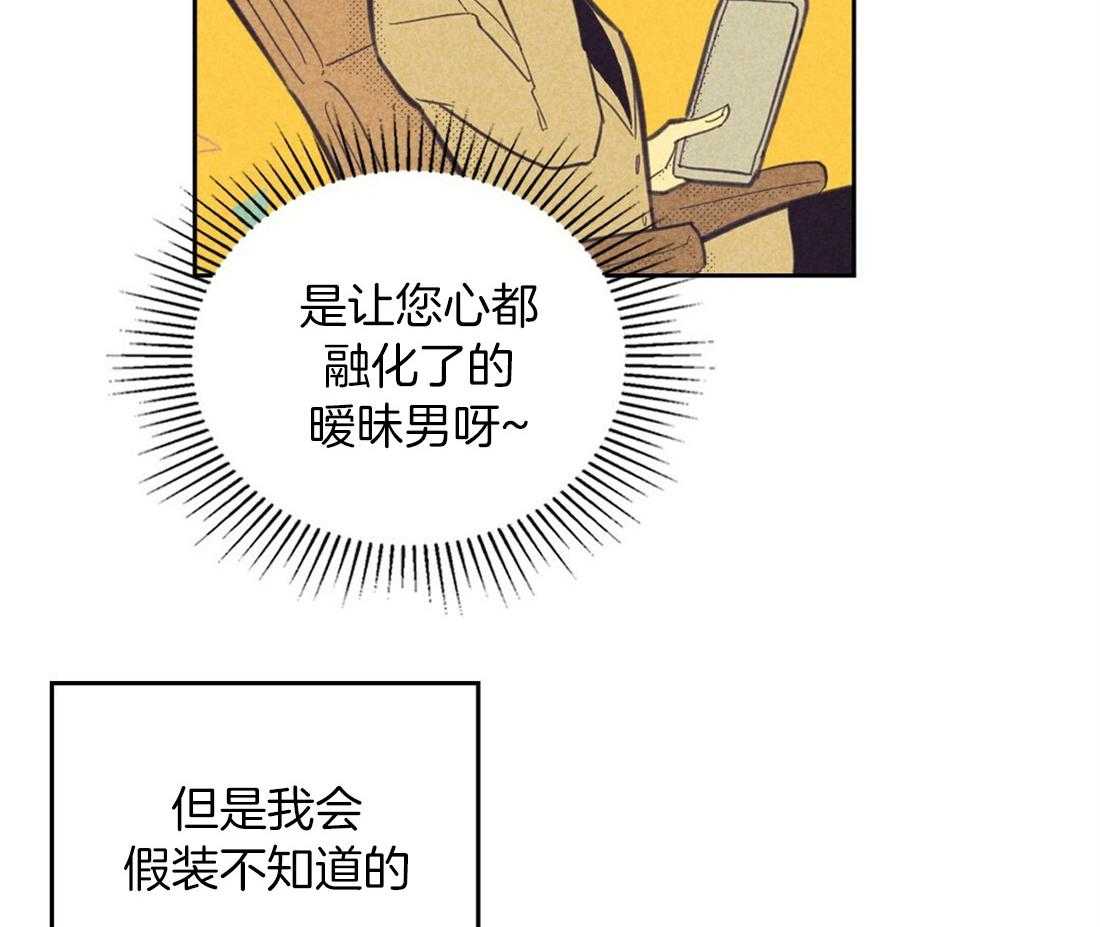 是让您心都
融化了的
暧昧男呀~
但是我会
假装不知道的